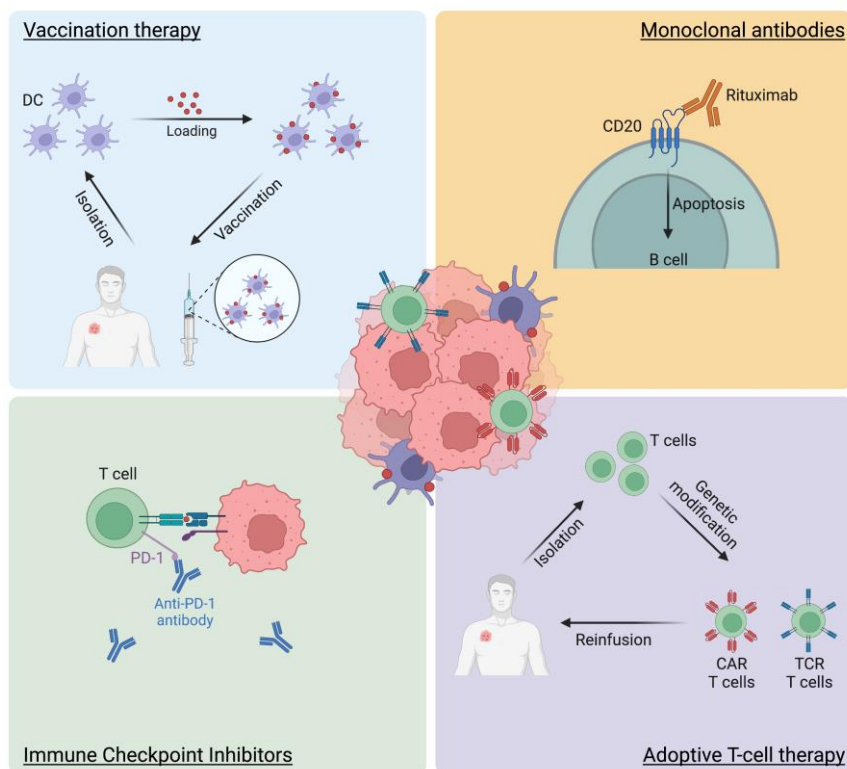 Vaccination therapy
DC
Loading
Isolation
Vaccination
Monoclonal antibodies
Rituximab
CD20
Apoptosis
B cell
T cell
PD-1
Anti-PD-1
antibody
Immune Checkpoint Inhibitors
T cells
Isolation
Genetic
modification
Reinfusion
CAR
T cells
TCR
T cells
Adoptive T-cell therapy